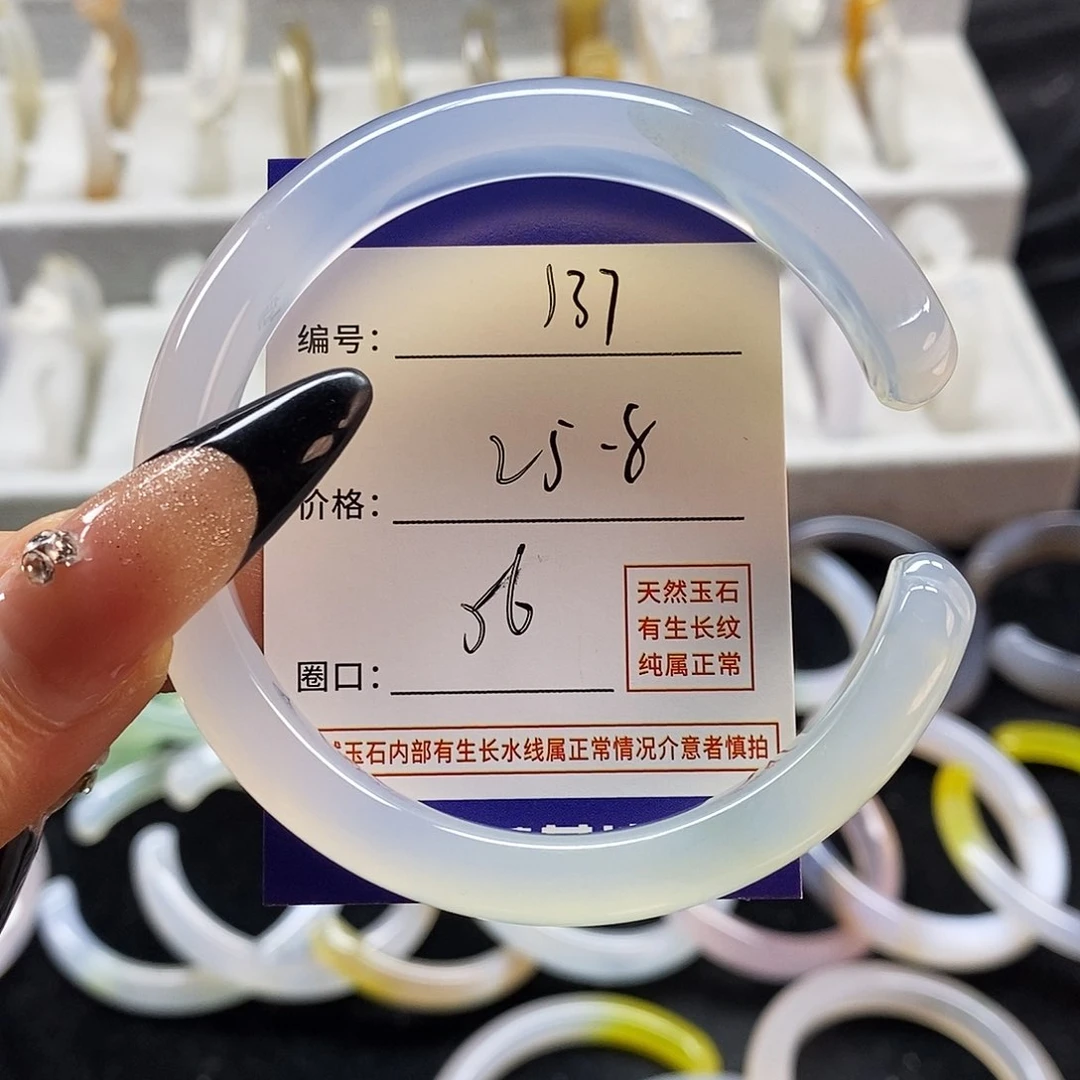 编号: 137
价格: 25-8
圈口: 56
天然玉石
有生长纹
纯属正常
玉石内部有生长水线属正常情况介意者慎拍